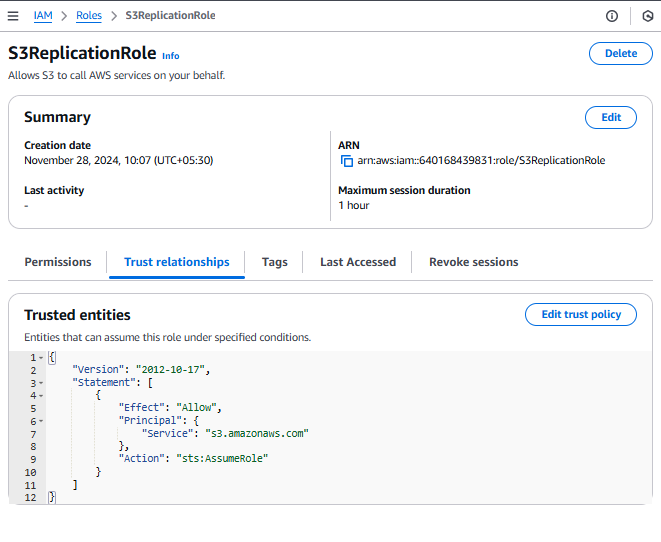 IAM > Roles > S3ReplicationRole
S3ReplicationRole Info
Delete
Allows S3 to call AWS services on your behalf.
Summary
Edit
Creation date
November 28, 2024, 10:07 (UTC+05:30)
ARN
arn:aws:iam::640168439831:role/S3ReplicationRole
Last activity
-
Maximum session duration
1 hour
Permissions
Trust relationships
Tags
Last Accessed
Revoke sessions
Trusted entities
Edit trust policy
Entities that can assume this role under specified conditions.
1 {
2     "Version": "2012-10-17",
3     "Statement": [
4         {
5             "Effect": "Allow",
6             "Principal": {
7                 "Service": "s3.amazonaws.com"
8             },
9             "Action": "sts:AssumeRole"
10         }
11     ]
12 }